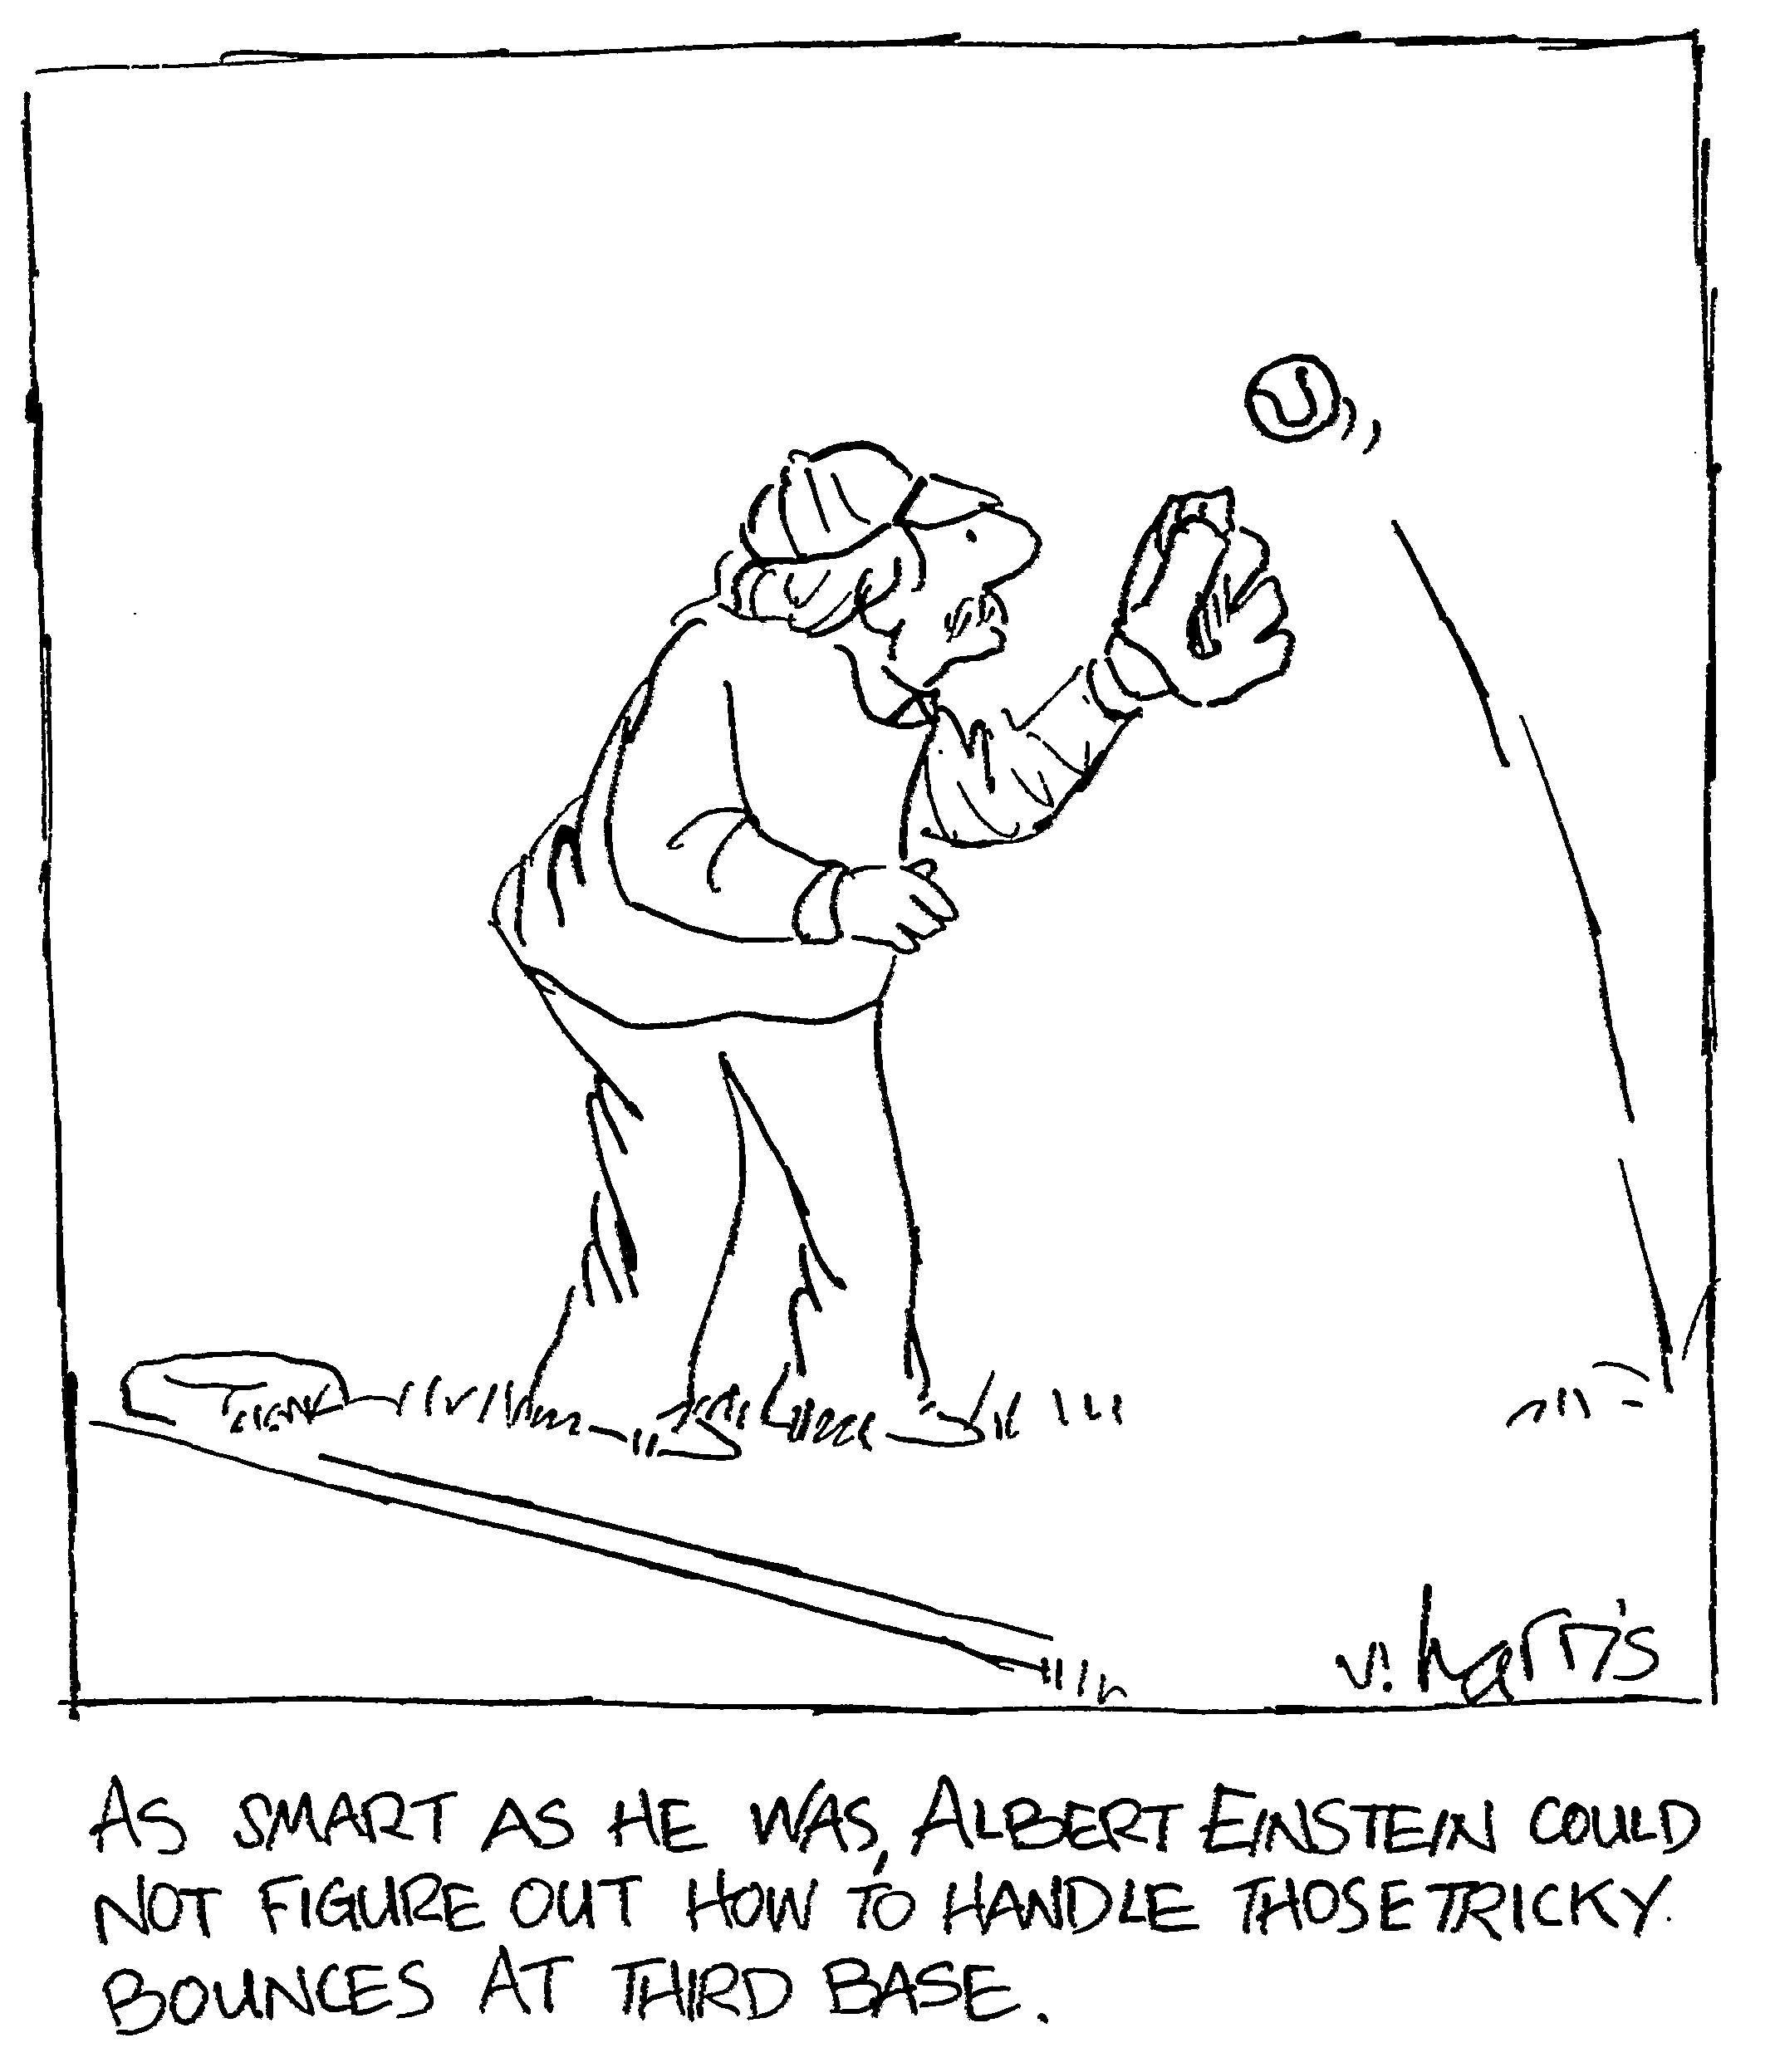 v. harris
AS SMART AS HE WAS, ALBERT EINSTEIN COULD
NOT FIGURE OUT HOW TO HANDLE THOSE TRICKY
BOUNCES AT THIRD BASE.